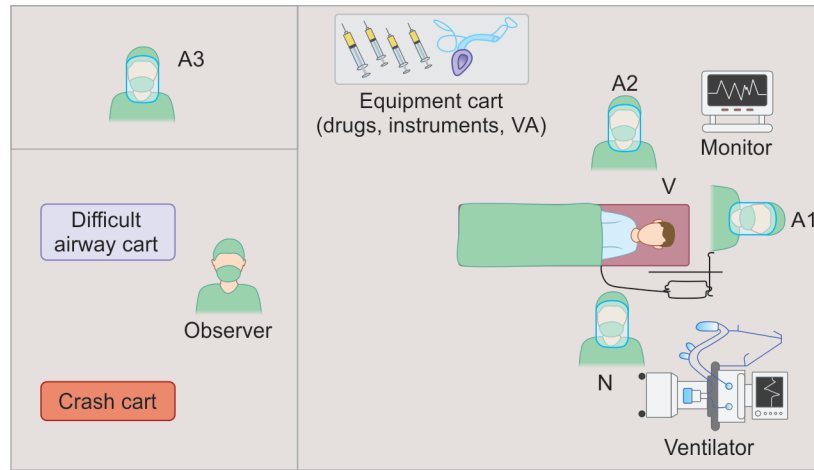 A3
Equipment cart
(drugs, instruments, VA)
A2
Monitor
V
A1
Difficult
airway cart
Observer
N
Crash cart
Ventilator